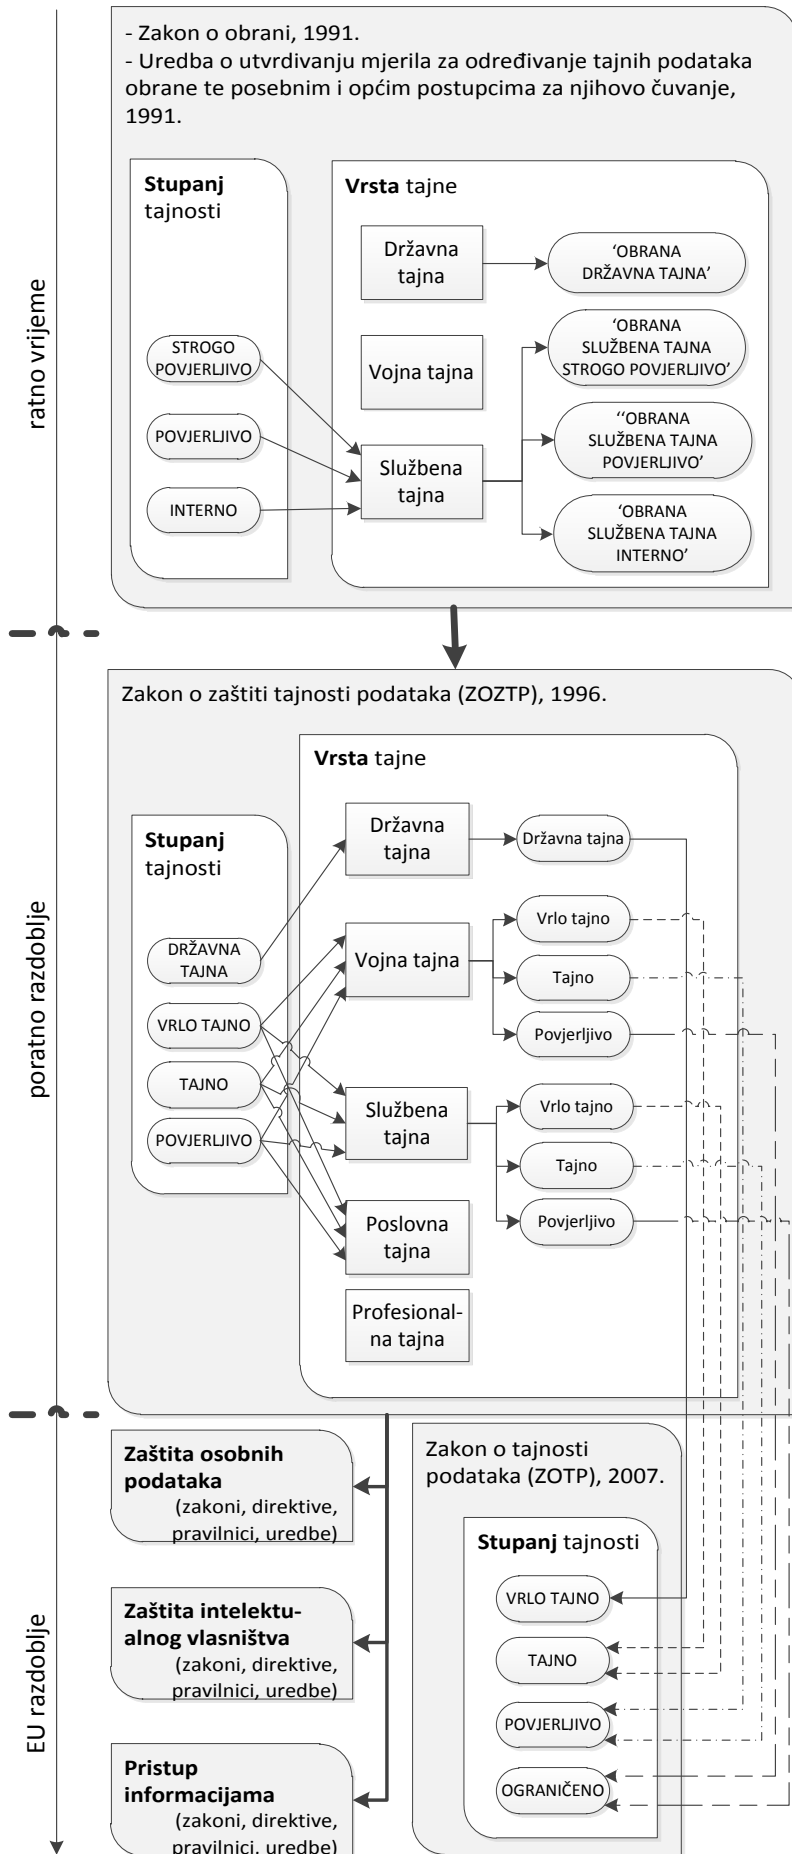 - Zakon o obrani, 1991.
- Uredba o utvrdivanju mjerila za određivanje tajnih podataka
obrane te posebnim i općim postupcima za njihovo čuvanje,
1991.
Stupanj
tajnosti
STROGO
POVJERLJIVO
POVJERLJIVO
INTERNO
Vrsta tajne
Državna
tajna
Vojna tajna
Službena
tajna
‘OBRANA
DRŽAVNA TAJNA’
‘OBRANA
SLUŽBENA TAJNA
STROGO POVJERLJIVO’
‘‘OBRANA
SLUŽBENA TAJNA
POVJERLJIVO’
‘OBRANA
SLUŽBENA TAJNA
INTERNO’
ratno vrijeme
Zakon o zaštiti tajnosti podataka (ZOZTP), 1996.
Stupanj
tajnosti
DRŽAVNA
TAJNA
VRLO TAJNO
TAJNO
POVJERLJIVO
Vrsta tajne
Državna
tajna
Vojna tajna
Službena
tajna
Poslovna
tajna
Profesional-
na tajna
Državna tajna
Vrlo tajno
Tajno
Povjerljivo
Vrlo tajno
Tajno
Povjerljivo
poratno razdoblje
Zaštita osobnih
podataka
(zakoni, direktive,
pravilnici, uredbe)
Zaštita intelektu-
alnog vlasništva
(zakoni, direktive,
pravilnici, uredbe)
Pristup
informacijama
(zakoni, direktive,
pravilnici, uredbe)
Zakon o tajnosti
podataka (ZOTP), 2007.
Stupanj tajnosti
VRLO TAJNO
TAJNO
POVJERLJIVO
OGRANIČENO
EU razdoblje